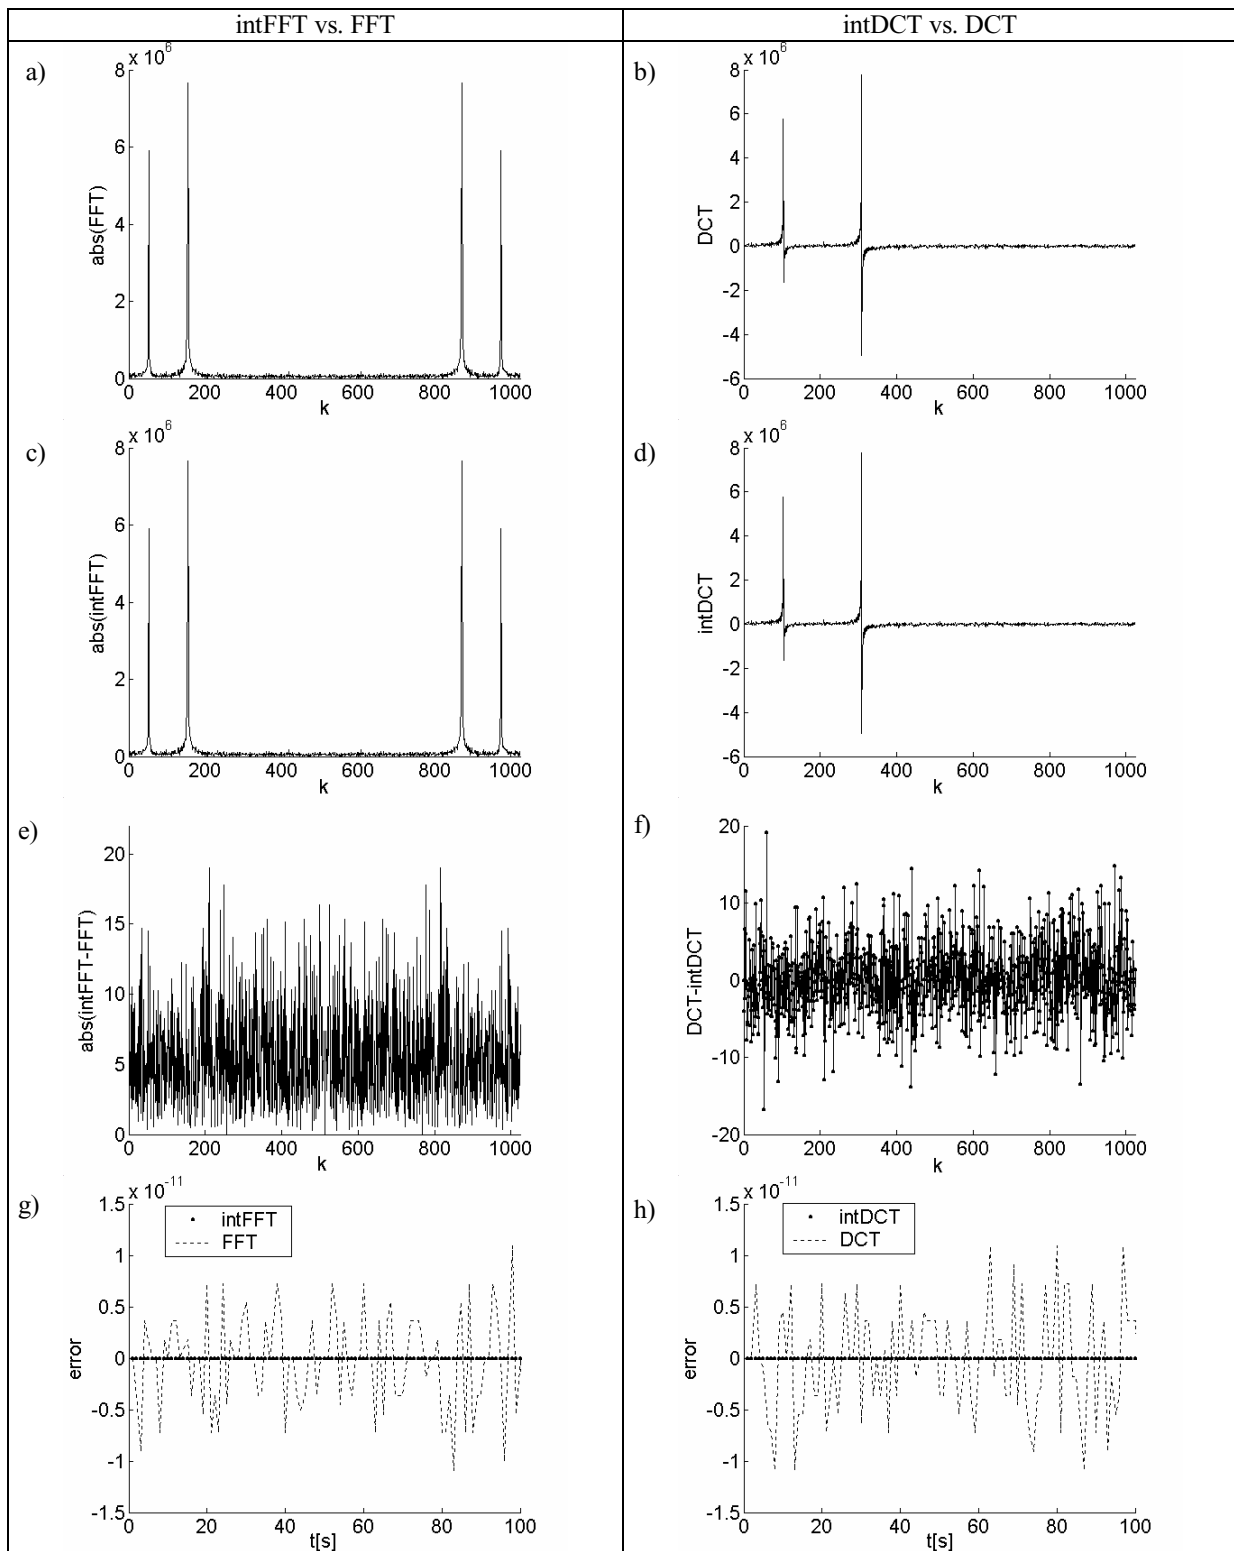 intFFT vs. FFT
intDCT vs. DCT
a)
x 10^6
8
6
4
2
0
abs(FFT)
0 200 400 600 800 1000
k
b)
x 10^6
8
6
4
2
0
-2
-4
-6
DCT
0 200 400 600 800 1000
k
c)
x 10^6
8
6
4
2
0
abs(intFFT)
0 200 400 600 800 1000
k
d)
x 10^6
8
6
4
2
0
-2
-4
-6
intDCT
0 200 400 600 800 1000
k
e)
20
15
10
5
0
abs(intFFT-FFT)
0 200 400 600 800 1000
k
f)
20
10
0
-10
-20
DCT-intDCT
0 200 400 600 800 1000
k
g)
x 10^-11
1.5
1
0.5
0
-0.5
-1
-1.5
error
intFFT
FFT
0 20 40 60 80 100
t[s]
h)
x 10^-11
1.5
1
0.5
0
-0.5
-1
-1.5
error
intDCT
DCT
0 20 40 60 80 100
t[s]